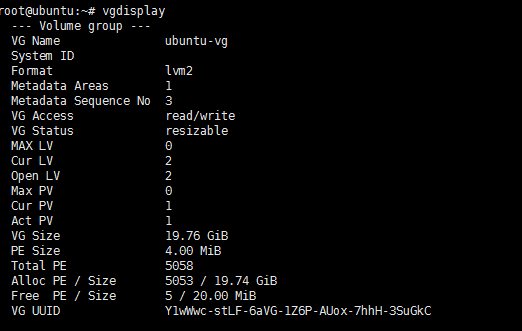 root@ubuntu:~# vgdisplay
--- Volume group ---
VG Name ubuntu-vg
System ID
Format lvm2
Metadata Areas 1
Metadata Sequence No 3
VG Access read/write
VG Status resizable
MAX LV 0
Cur LV 2
Open LV 2
Max PV 0
Cur PV 1
Act PV 1
VG Size 19.76 GiB
PE Size 4.00 MiB
Total PE 5058
Alloc PE / Size 5053 / 19.74 GiB
Free PE / Size 5 / 20.00 MiB
VG UUID Y1wWwc-stLF-6aVG-1Z6P-AUox-7hhH-3SuGkC